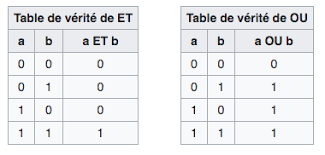 Table de vérité de ET
a b a ET b
0 0 0
0 1 0
1 0 0
1 1 1
Table de vérité de OU
a b a OU b
0 0 0
0 1 1
1 0 1
1 1 1